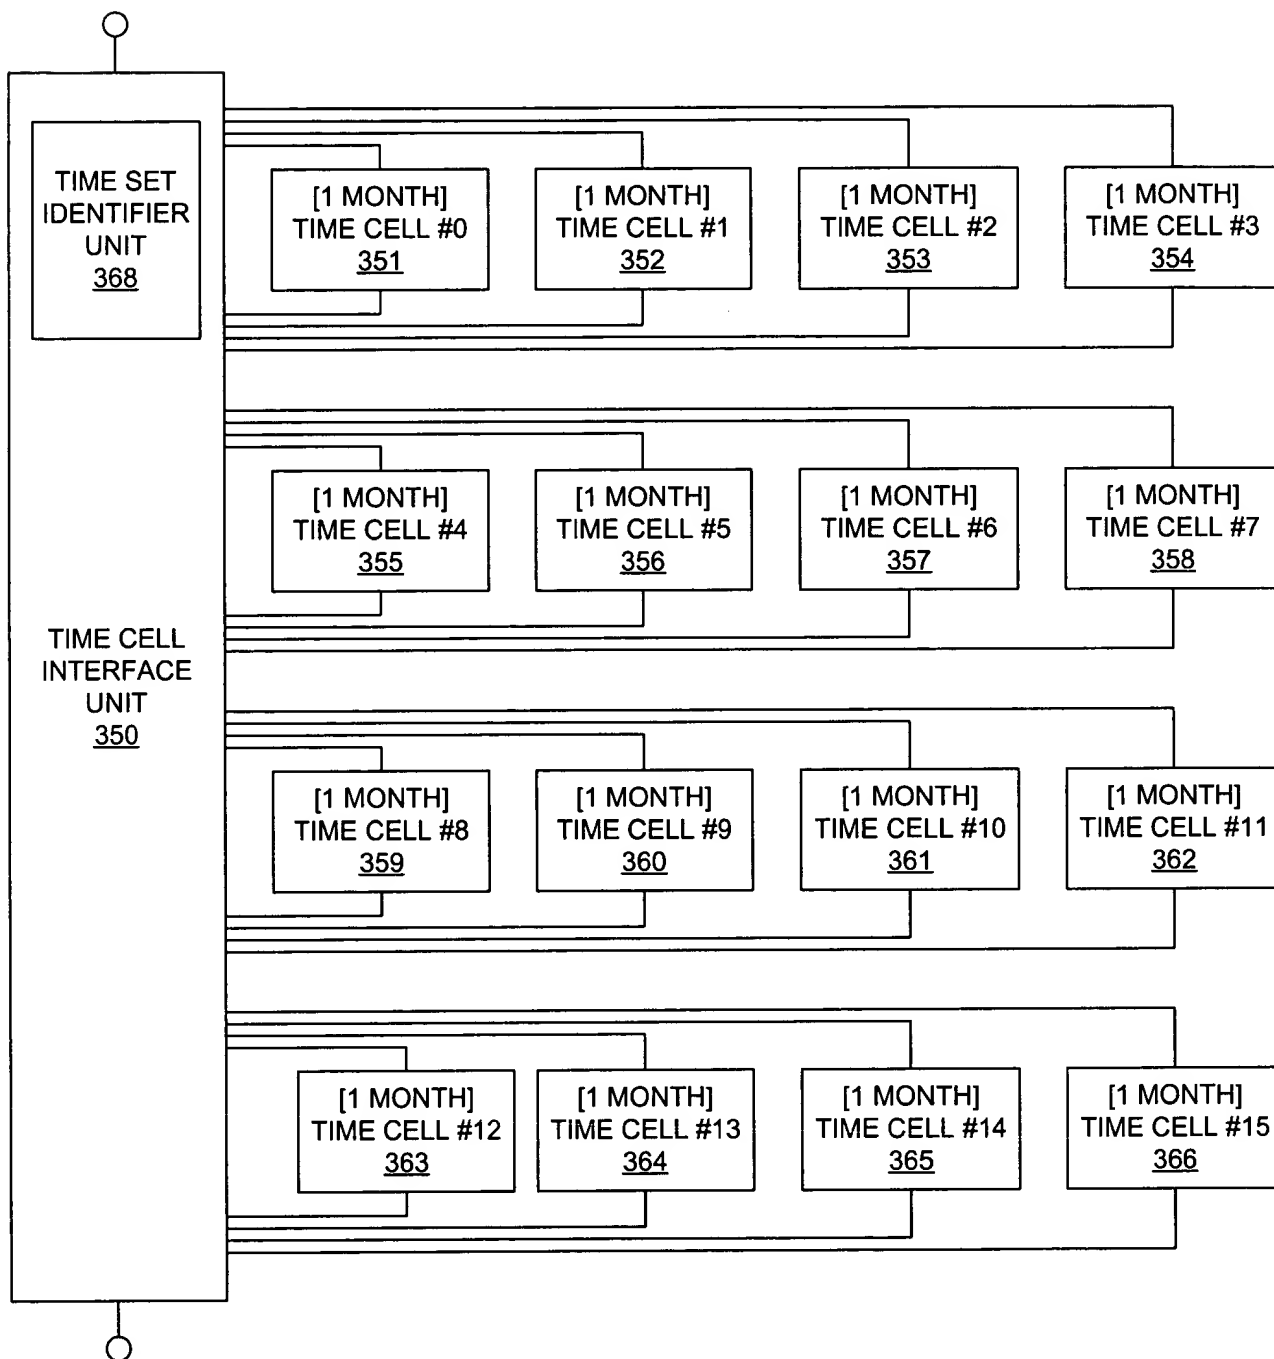 TIME SET
IDENTIFIER
UNIT
368
[1 MONTH]
TIME CELL #0
351
[1 MONTH]
TIME CELL #1
352
[1 MONTH]
TIME CELL #2
353
[1 MONTH]
TIME CELL #3
354
[1 MONTH]
TIME CELL #4
355
[1 MONTH]
TIME CELL #5
356
[1 MONTH]
TIME CELL #6
357
[1 MONTH]
TIME CELL #7
358
TIME CELL
INTERFACE
UNIT
350
[1 MONTH]
TIME CELL #8
359
[1 MONTH]
TIME CELL #9
360
[1 MONTH]
TIME CELL #10
361
[1 MONTH]
TIME CELL #11
362
[1 MONTH]
TIME CELL #12
363
[1 MONTH]
TIME CELL #13
364
[1 MONTH]
TIME CELL #14
365
[1 MONTH]
TIME CELL #15
366